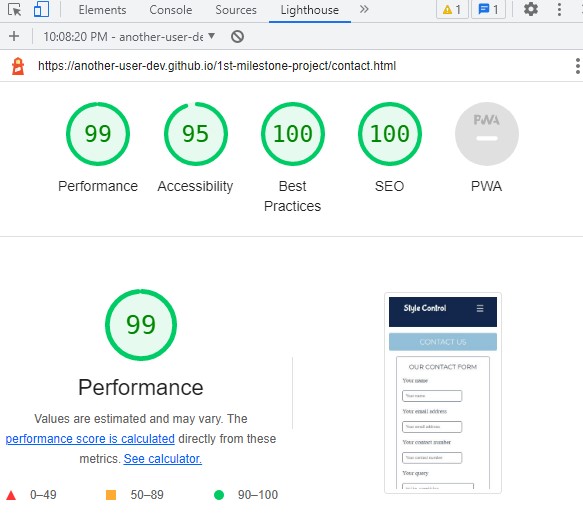 Elements Console Sources Lighthouse » 1 1
+ 10:08:20 PM - another-user-de
https://another-user-dev.github.io/1st-milestone-project/contact.html
99 95 100 100 PWA
Performance Accessibility Best Practices SEO PWA
99
Performance
Values are estimated and may vary. The
performance score is calculated directly from these
metrics. See calculator.
0–49 50–89 90–100
Style Control
CONTACT US
OUR CONTACT FORM
Your name
Your name
Your email address
Your email address
Your contact number
Your contact number
Your query